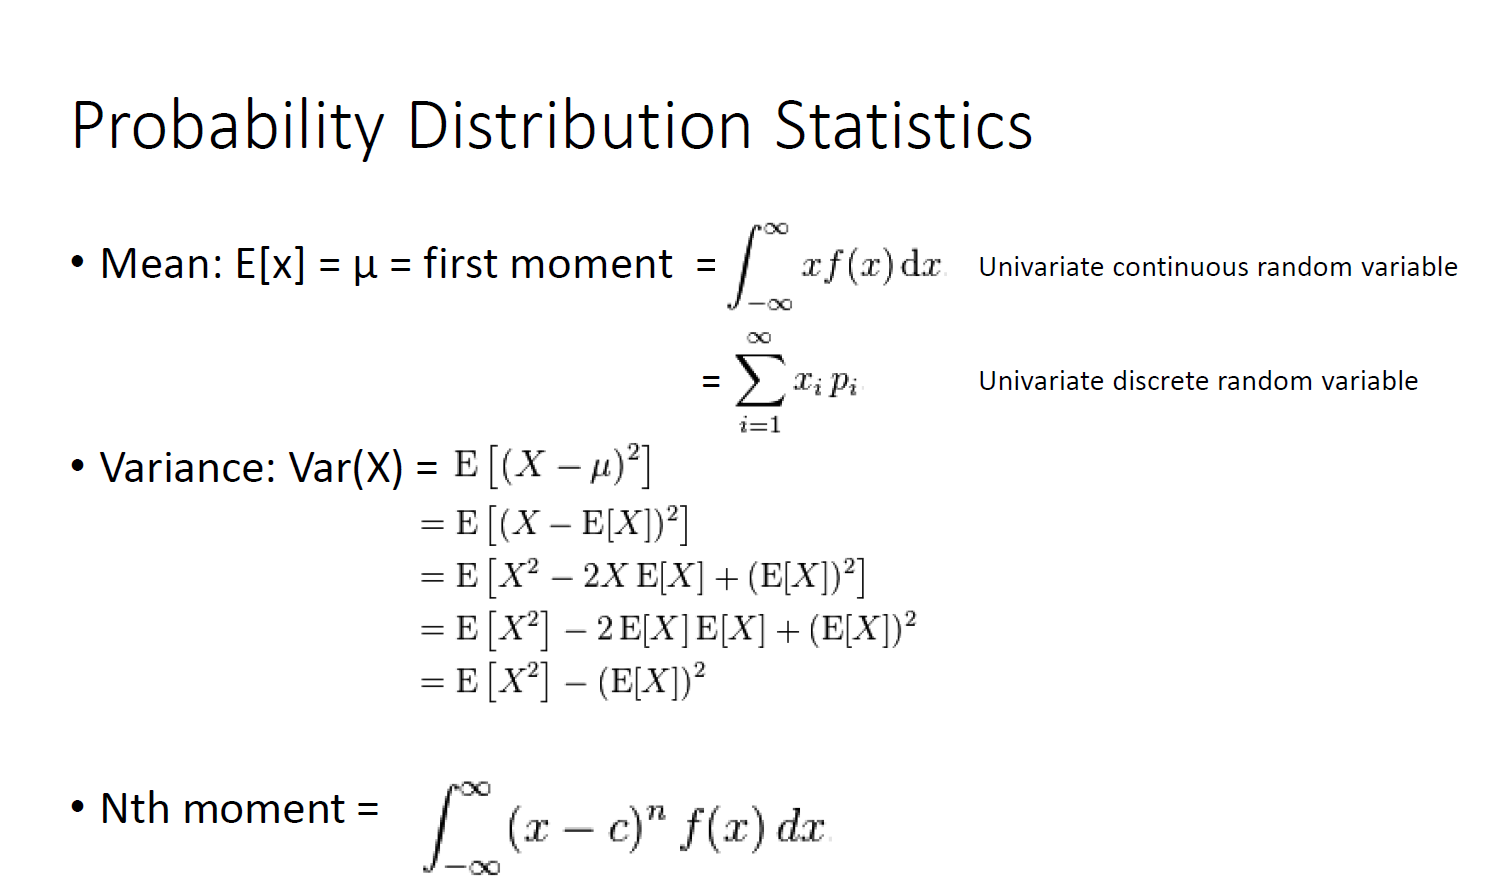 Probability Distribution Statistics
• Mean: E[x] = μ = first moment = ∫_{-∞}^{∞} x f(x) dx Univariate continuous random variable
= ∑_{i=1}^{∞} x_i p_i Univariate discrete random variable
• Variance: Var(X) = E[(X − μ)²]
= E[(X − E[X])²]
= E[X² − 2X E[X] + (E[X])²]
= E[X²] − 2 E[X] E[X] + (E[X])²
= E[X²] − (E[X])²
• Nth moment = ∫_{-∞}^{∞} (x − c)ⁿ f(x) dx